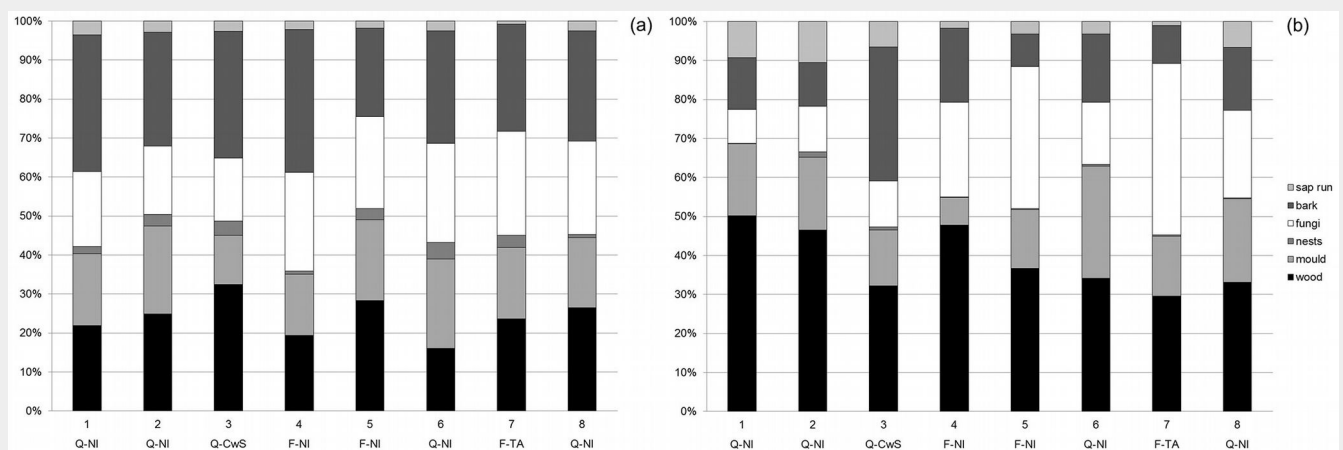 (a)
100%
90%
80%
70%
60%
50%
40%
30%
20%
10%
0%
1 2 3 4 5 6 7 8
Q-NI Q-NI Q-CwS F-NI F-NI Q-NI F-TA Q-NI
(b)
100%
90%
80%
70%
60%
50%
40%
30%
20%
10%
0%
1 2 3 4 5 6 7 8
Q-NI Q-NI Q-CwS F-NI F-NI Q-NI F-TA Q-NI
sap run
bark
fungi
nests
mould
wood